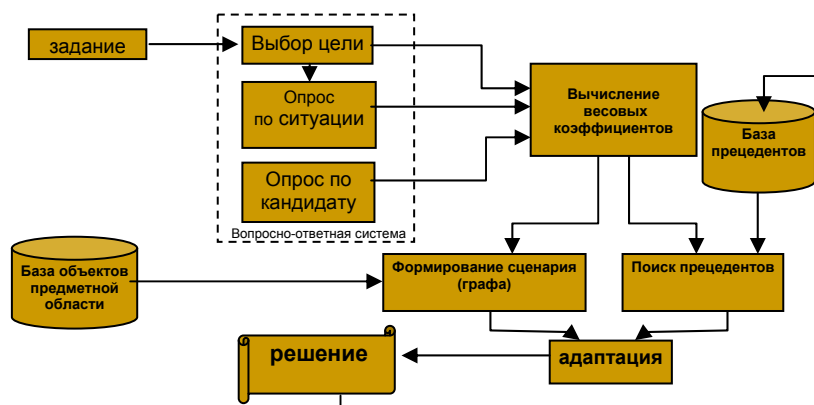 задание
Выбор цели
Опрос
по ситуации
Опрос по
кандидату
Вопросно-ответная система
Вычисление
весовых
коэффициентов
База
прецедентов
База объектов
предметной
области
Формирование сценария
(графа)
Поиск прецедентов
решение
адаптация